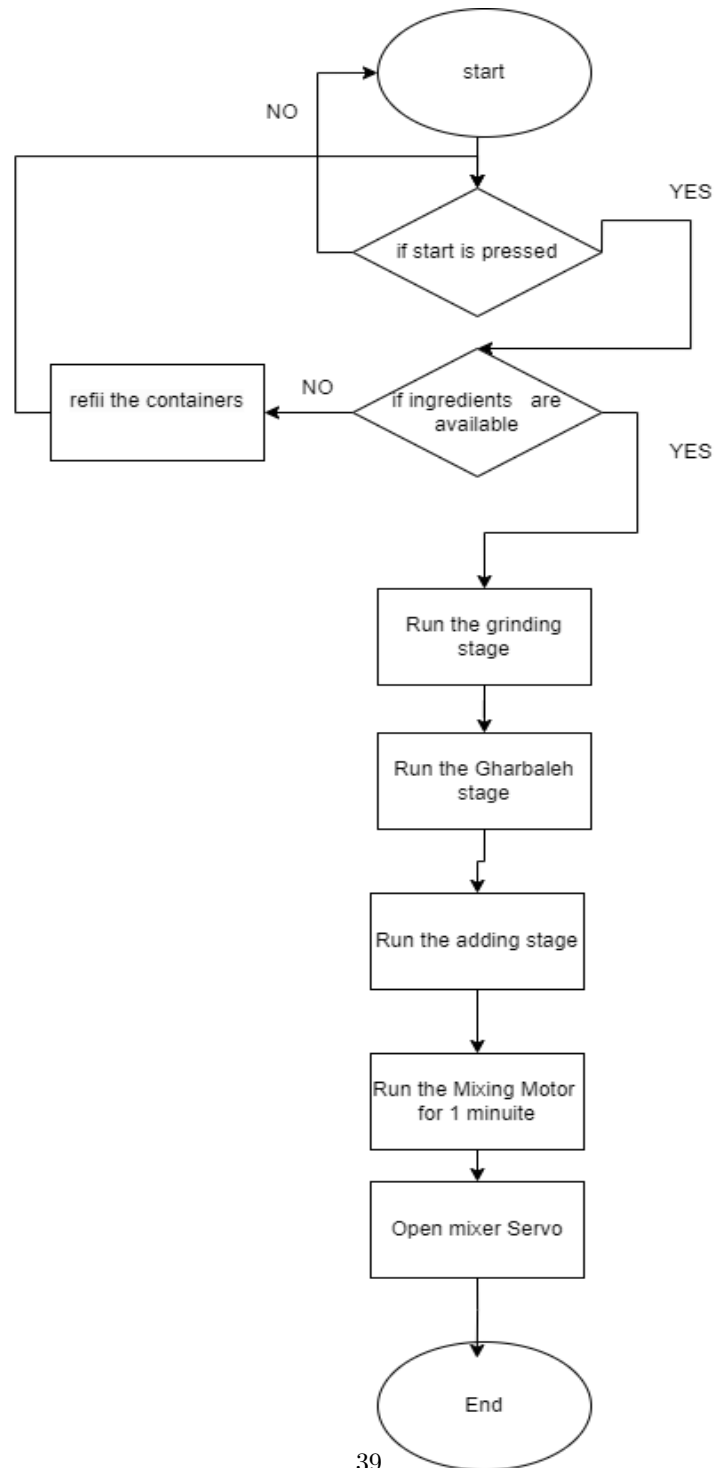 start
NO
YES
if start is pressed
refii the containers
NO
if ingredients are
available
YES
Run the grinding
stage
Run the Gharbaleh
stage
Run the adding stage
Run the Mixing Motor
for 1 minuite
Open mixer Servo
End
39